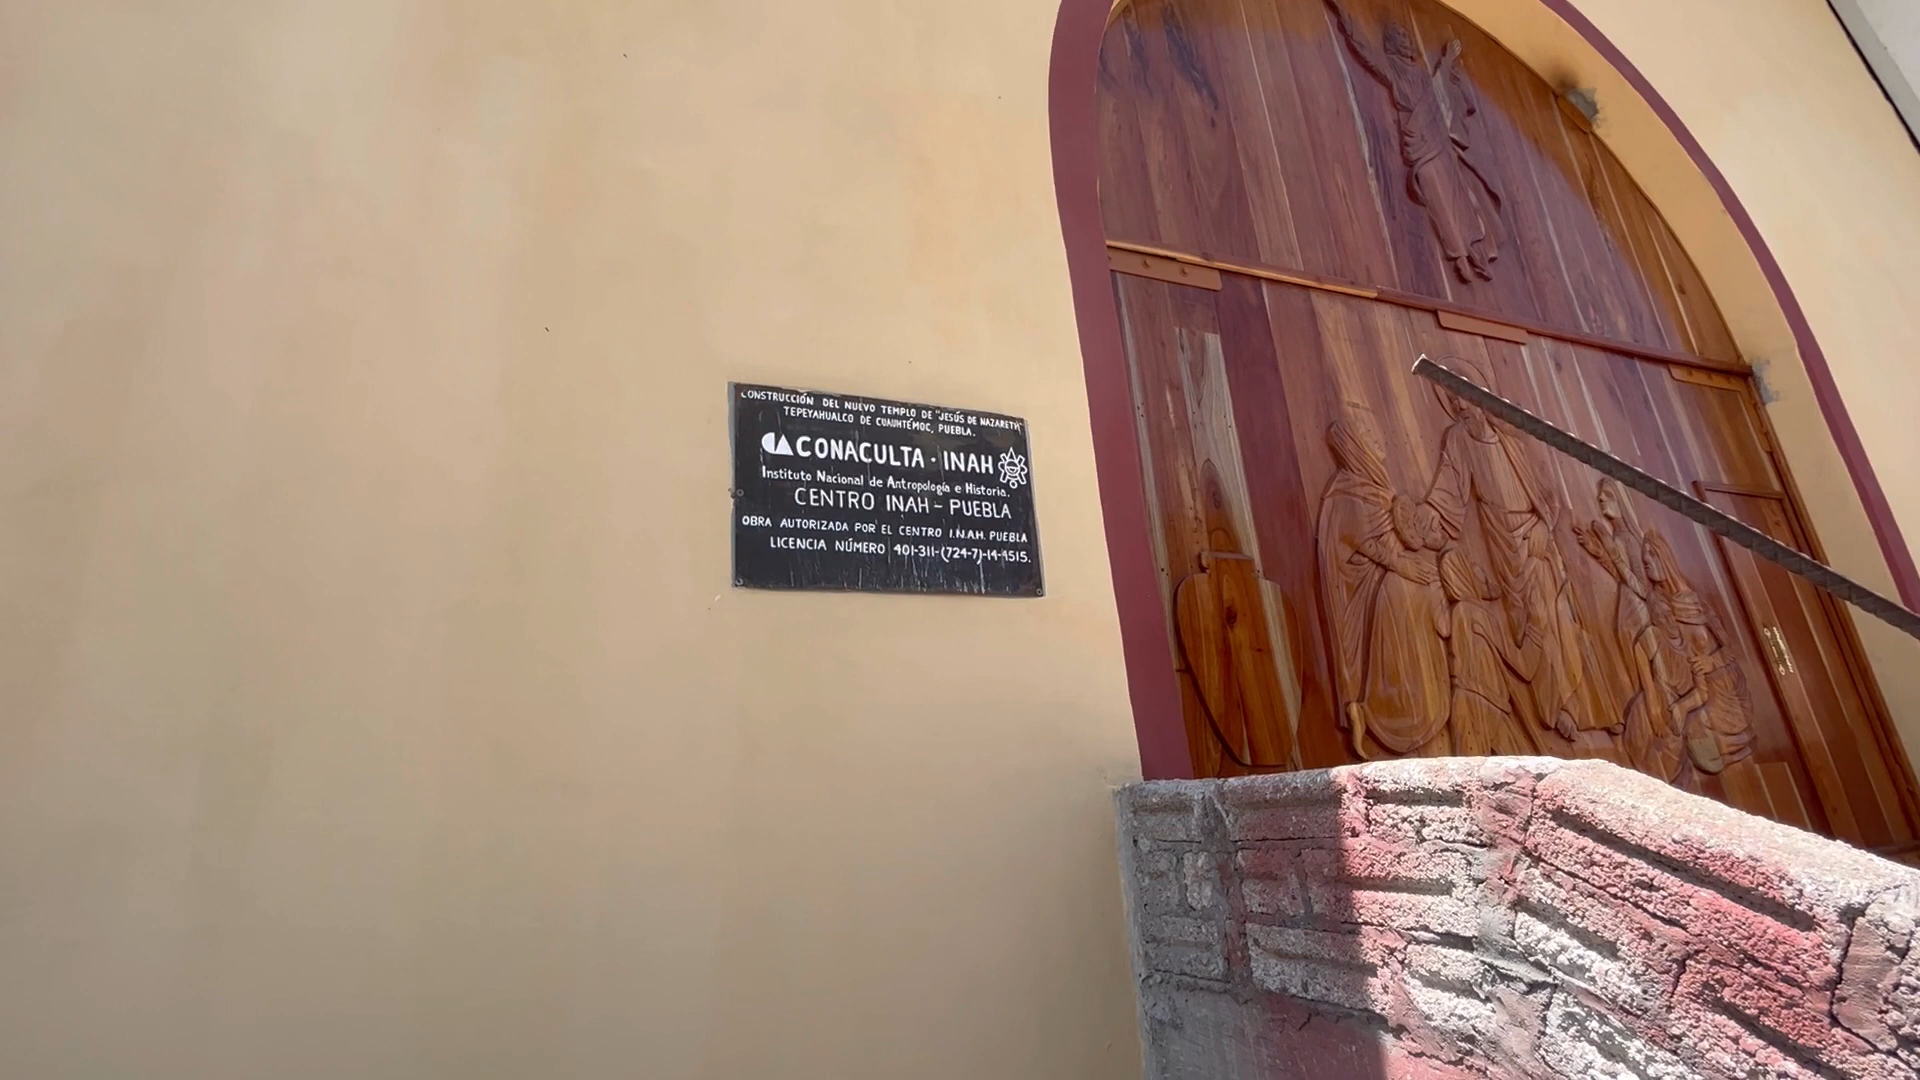 CONSTRUCCIÓN DEL NUEVO TEMPLO DE "JESÚS DE NAZARETH"
TEPEYAHUALCO DE CUAUHTÉMOC, PUEBLA.
CONACULTA · INAH
Instituto Nacional de Antropología e Historia.
CENTRO INAH - PUEBLA
OBRA AUTORIZADA POR EL CENTRO I.N.A.H. PUEBLA
LICENCIA NÚMERO 401-311-(724-7)-14-4515.